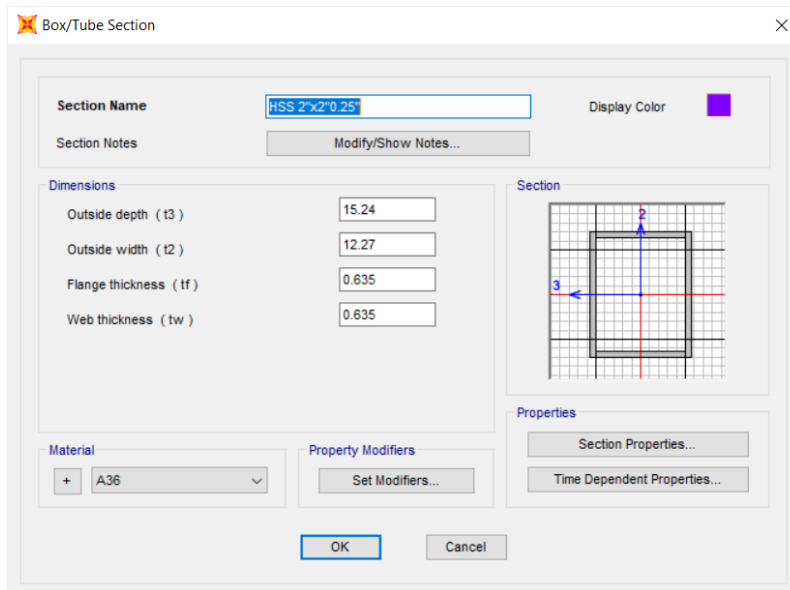 Box/Tube Section
Section Name HSS 2"x2"0.25" Display Color
Section Notes Modify/Show Notes...
Dimensions
Outside depth ( t3 ) 15.24
Outside width ( t2 ) 12.27
Flange thickness ( tf ) 0.635
Web thickness ( tw ) 0.635
Section
2
3
Properties
Section Properties...
Time Dependent Properties...
Material
+ A36
Property Modifiers
Set Modifiers...
OK Cancel